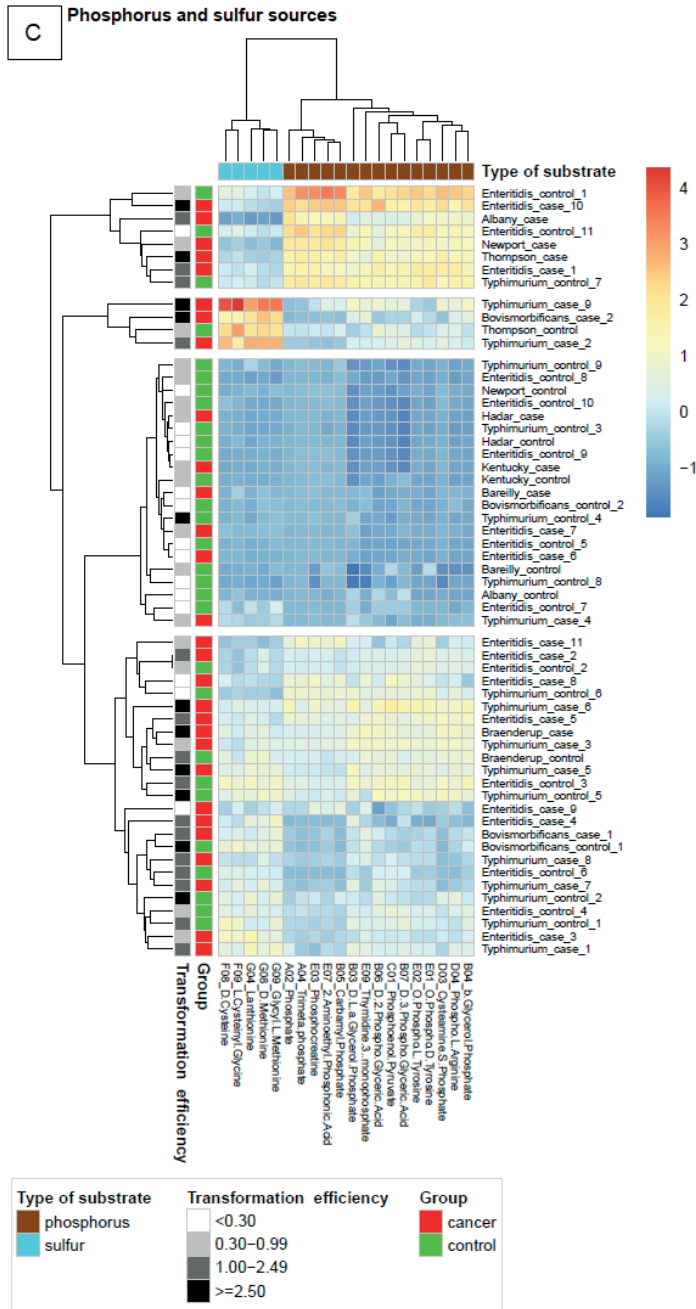 C
Phosphorus and sulfur sources
Type of substrate
Enteritidis_control_1
Enteritidis_case_10
Albany_case
Enteritidis_control_11
Newport_case
Thompson_case
Enteritidis_case_1
Typhimurium_control_7
Typhimurium_case_9
Bovismorbificans_case_2
Thompson_control
Typhimurium_case_2
Typhimurium_control_9
Enteritidis_control_8
Newport_control
Enteritidis_control_10
Hadar_case
Typhimurium_control_3
Hadar_control
Enteritidis_control_9
Kentucky_case
Kentucky_control
Bareilly_case
Bovismorbificans_control_2
Typhimurium_control_4
Enteritidis_case_7
Enteritidis_control_5
Enteritidis_case_6
Bareilly_control
Typhimurium_control_8
Albany_control
Enteritidis_control_7
Typhimurium_case_4
Enteritidis_case_11
Enteritidis_case_2
Enteritidis_control_2
Enteritidis_case_8
Typhimurium_control_6
Typhimurium_case_6
Enteritidis_case_5
Braenderup_case
Typhimurium_case_3
Braenderup_control
Typhimurium_case_5
Enteritidis_control_3
Typhimurium_control_5
Enteritidis_case_9
Enteritidis_case_4
Bovismorbificans_case_1
Bovismorbificans_control_1
Typhimurium_case_8
Enteritidis_control_6
Typhimurium_case_7
Typhimurium_control_2
Enteritidis_control_4
Typhimurium_control_1
Enteritidis_case_3
Typhimurium_case_1
4
3
2
1
0
−1
Transformation efficiency
Group
F08_D.Cysteine
F09_L.Cysteinyl.Glycine
G04_Lanthionine
G08_D.Methionine
G09_Glycyl.L.Methionine
A02_Phosphate
A04_Trimeta.phosphate
E03_Phosphocreatine
E07_2.Aminoethyl.Phosphonic.Acid
B05_Carbamyl.Phosphate
B03_D.L.a.Glycerol.Phosphate
E09_Thymidine.3..monophosphate
B06_D.2.Phospho.Glyceric.Acid
C01_Phosphoenol.Pyruvate
B07_D.3.Phospho.Glyceric.Acid
E02_O.Phospho.L.Tyrosine
E01_O.Phospho.D.Tyrosine
D03_Cysteamine.S.Phosphate
D04_Phospho.L.Arginine
B04_b.Glycerol.Phosphate
Type of substrate
phosphorus
sulfur
Transformation efficiency
<0.30
0.30−0.99
1.00−2.49
>=2.50
Group
cancer
control